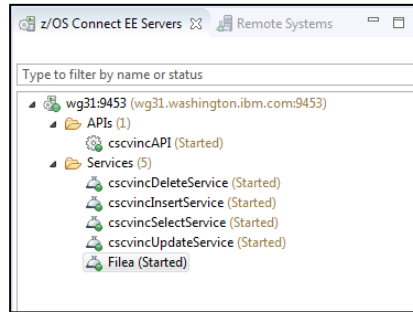 z/OS Connect EE Servers Remote Systems
Type to filter by name or status
wg31:9453 (wg31.washington.ibm.com:9453)
APIs (1)
cscvincAPI (Started)
Services (5)
cscvincDeleteService (Started)
cscvincInsertService (Started)
cscvincSelectService (Started)
cscvincUpdateService (Started)
Filea (Started)